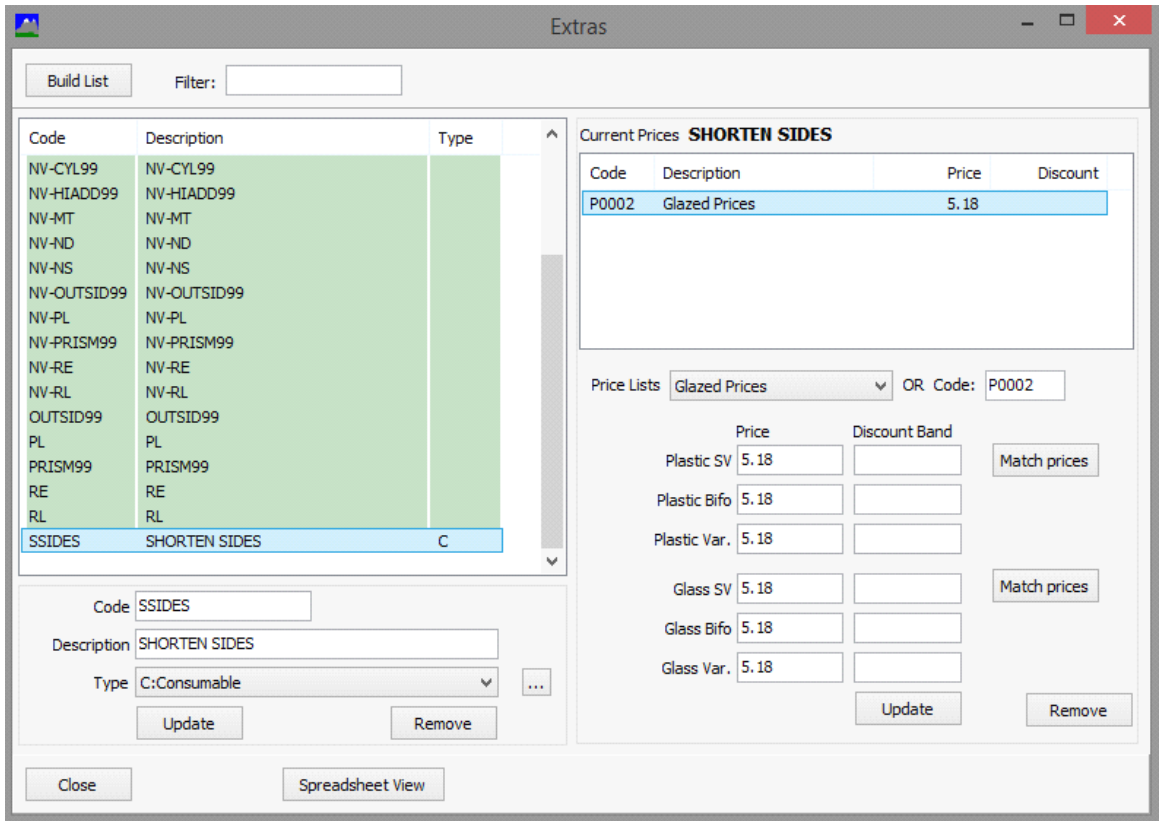 Extras
Build List Filter:
Code Description Type
NV-CYL99 NV-CYL99
NV-HIADD99 NV-HIADD99
NV-MT NV-MT
NV-ND NV-ND
NV-NS NV-NS
NV-OUTSID99 NV-OUTSID99
NV-PL NV-PL
NV-PRISM99 NV-PRISM99
NV-RE NV-RE
NV-RL NV-RL
OUTSID99 OUTSID99
PL PL
PRISM99 PRISM99
RE RE
RL RL
SSIDES SHORTEN SIDES C
Code SSIDES
Description SHORTEN SIDES
Type C:Consumable ...
Update Remove
Current Prices SHORTEN SIDES
Code Description Price Discount
P0002 Glazed Prices 5.18
Price Lists Glazed Prices OR Code: P0002
Price Discount Band
Plastic SV 5.18 Match prices
Plastic Bifo 5.18
Plastic Var. 5.18
Glass SV 5.18 Match prices
Glass Bifo 5.18
Glass Var. 5.18
Update Remove
Close Spreadsheet View